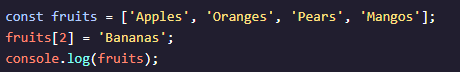 const fruits = ['Apples', 'Oranges', 'Pears', 'Mangos'];
fruits[2] = 'Bananas';
console.log(fruits);